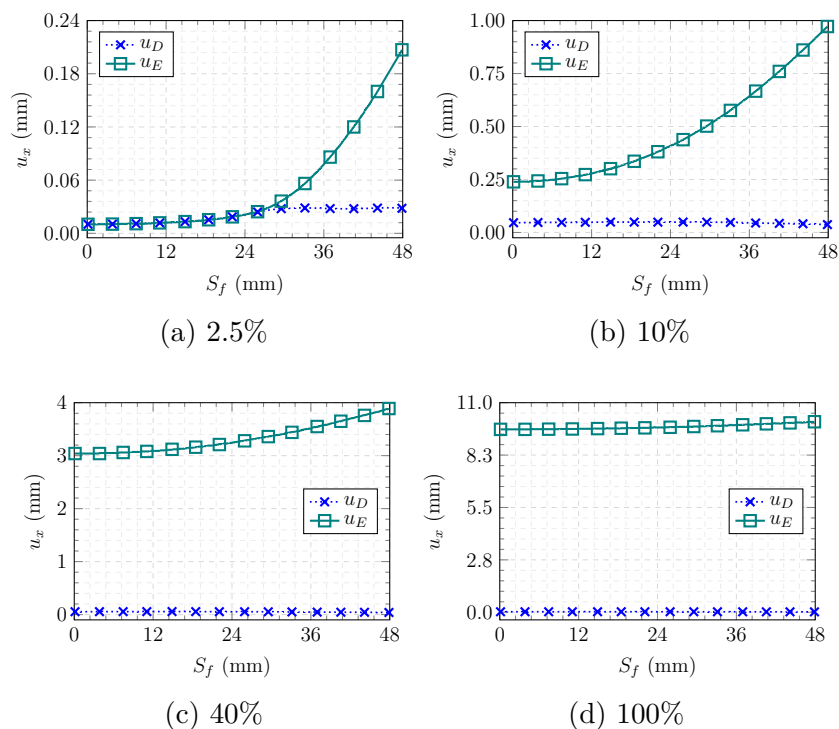 0.24
0.18
0.12
0.06
0.00
u_x (mm)
u_D
u_E
0 12 24 36 48
S_f (mm)
(a) 2.5%
1.00
0.75
0.50
0.25
0.00
u_x (mm)
u_D
u_E
0 12 24 36 48
S_f (mm)
(b) 10%
4
3
2
1
0
u_x (mm)
u_D
u_E
0 12 24 36 48
S_f (mm)
(c) 40%
11.0
8.3
5.5
2.8
0.0
u_x (mm)
u_D
u_E
0 12 24 36 48
S_f (mm)
(d) 100%